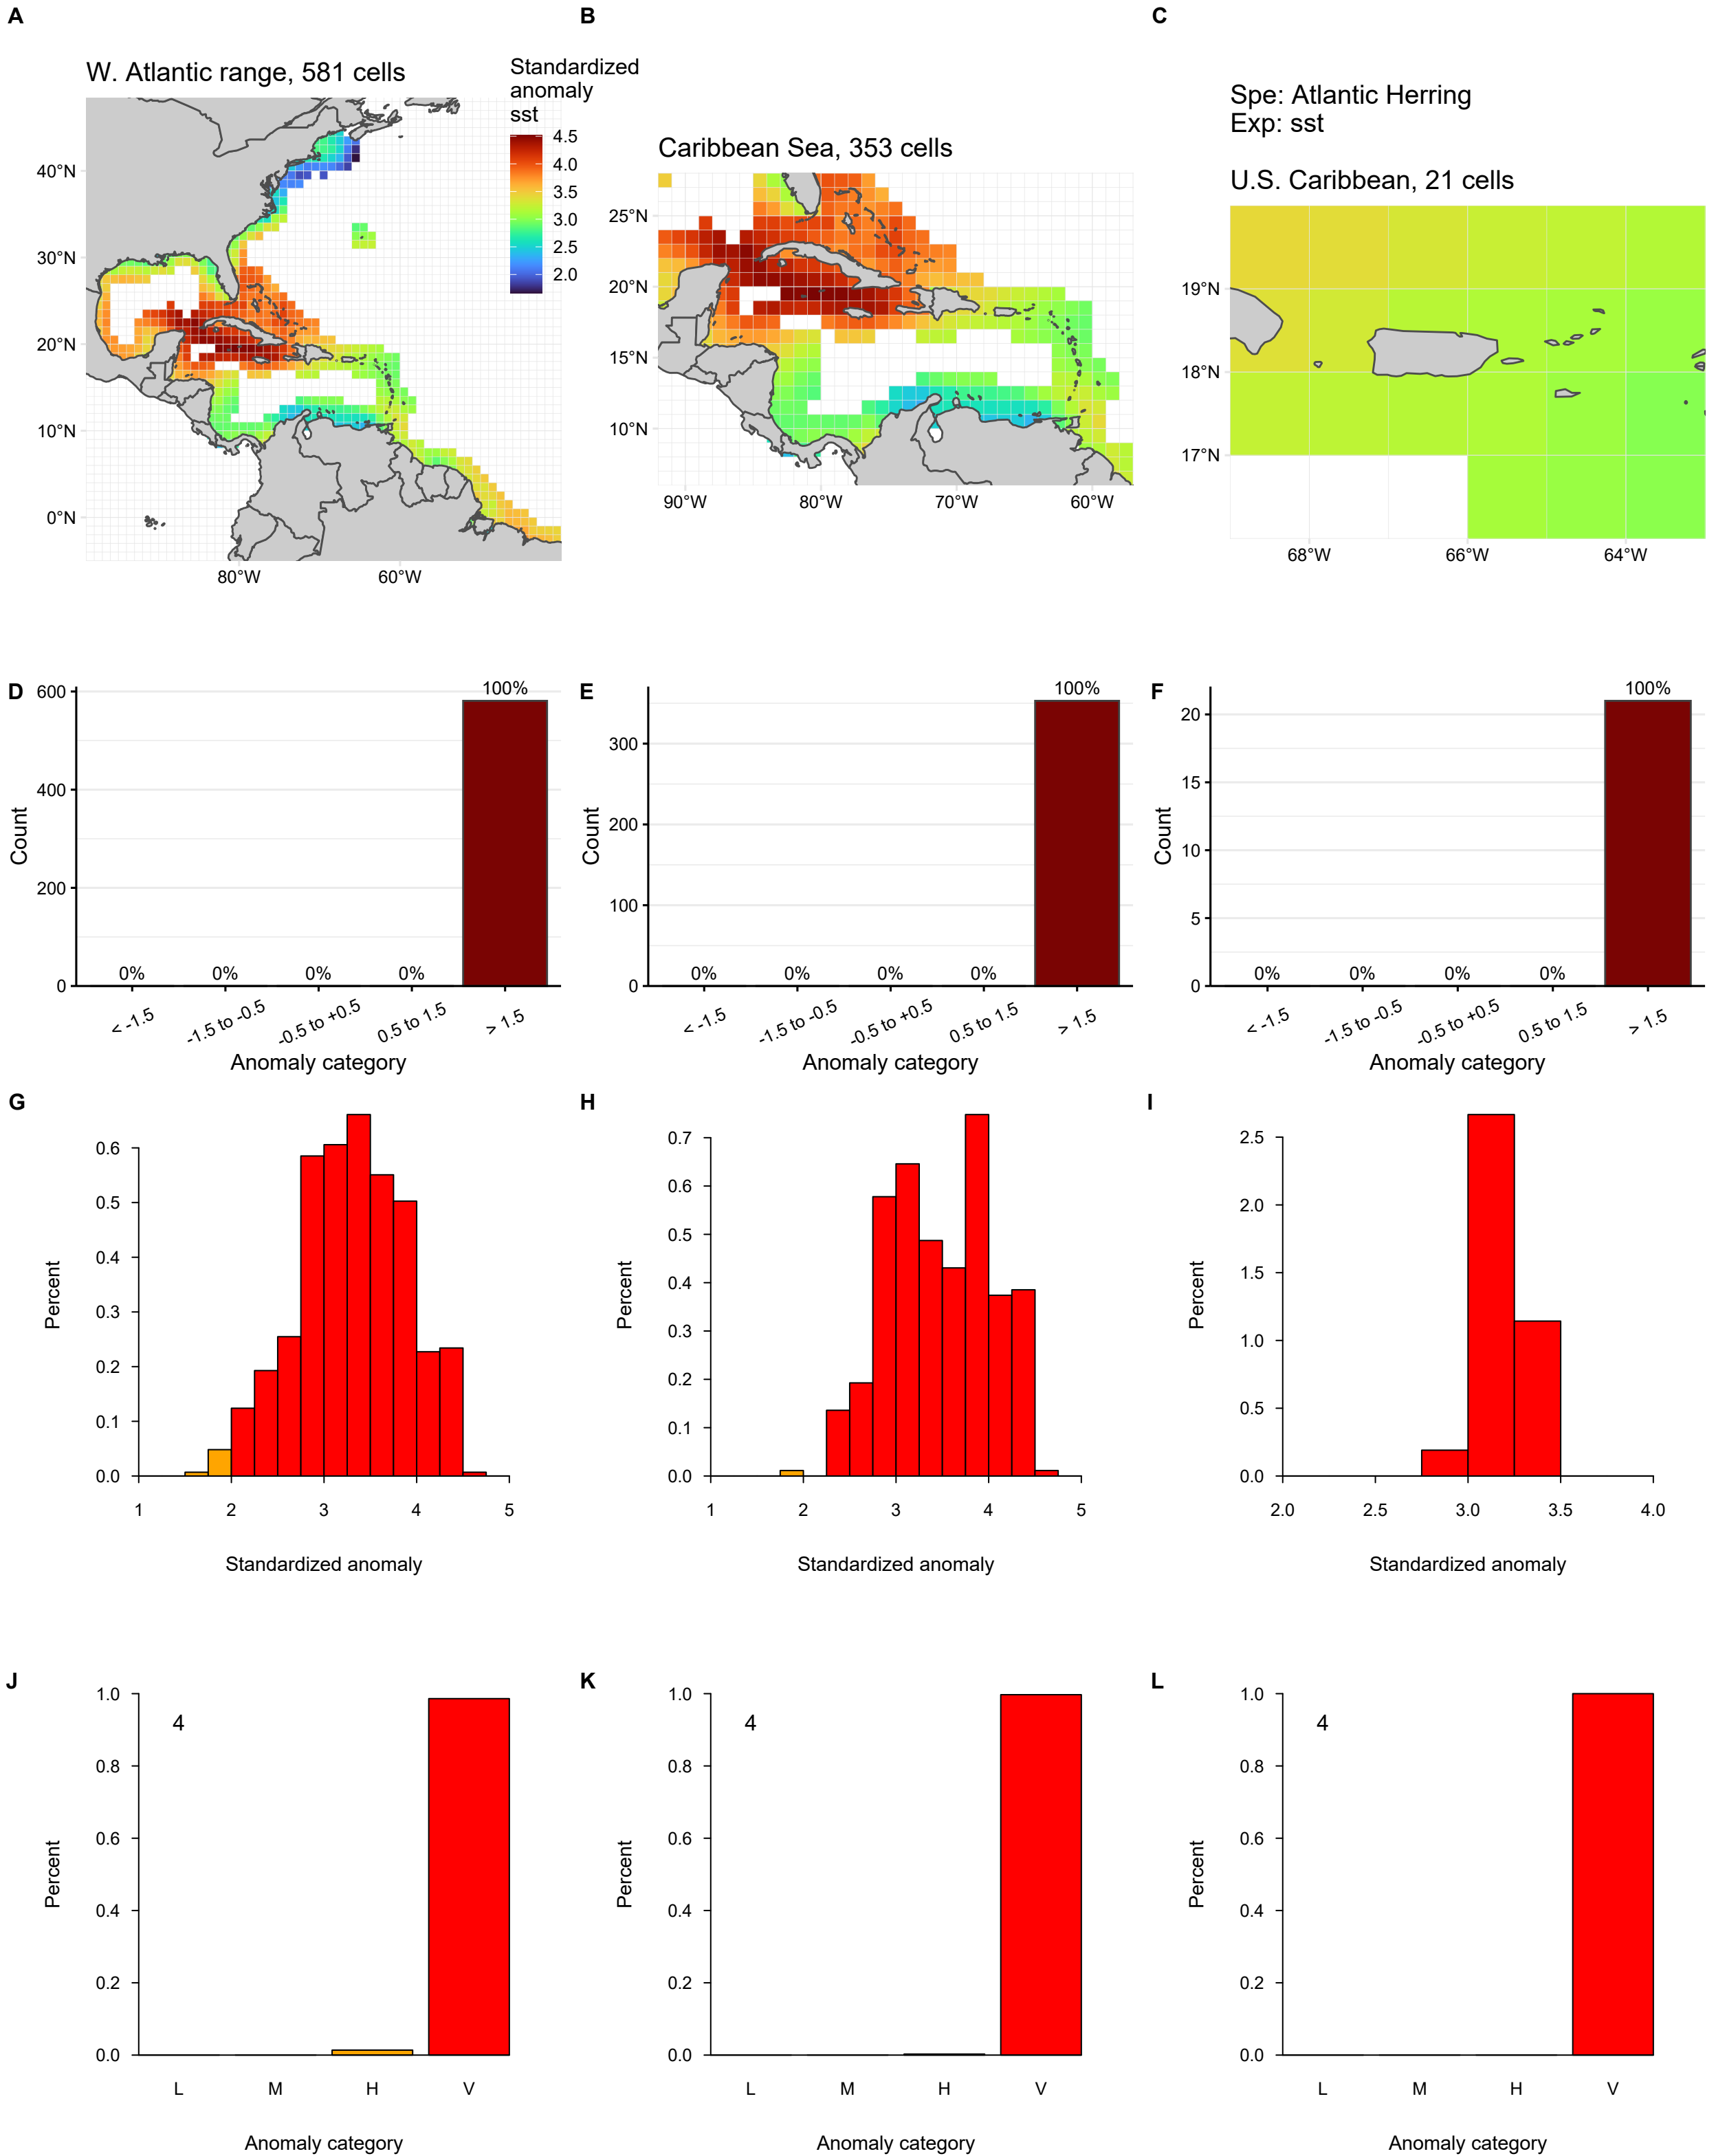 A
B
C
W. Atlantic range, 581 cells
Standardized
anomaly
sst
4.5
4.0
3.5
3.0
2.5
2.0
40°N
30°N
20°N
10°N
0°N
80°W
60°W
Caribbean Sea, 353 cells
25°N
20°N
15°N
10°N
90°W
80°W
70°W
60°W
Spe: Atlantic Herring
Exp: sst
U.S. Caribbean, 21 cells
19°N
18°N
17°N
68°W
66°W
64°W
D
600
400
200
0
Count
0%
0%
0%
0%
100%
< -1.5
-1.5 to -0.5
-0.5 to +0.5
0.5 to 1.5
> 1.5
Anomaly category
E
300
200
100
0
Count
0%
0%
0%
0%
100%
< -1.5
-1.5 to -0.5
-0.5 to +0.5
0.5 to 1.5
> 1.5
Anomaly category
F
20
15
10
5
0
Count
0%
0%
0%
0%
100%
< -1.5
-1.5 to -0.5
-0.5 to +0.5
0.5 to 1.5
> 1.5
Anomaly category
G
0.6
0.5
0.4
0.3
0.2
0.1
0.0
Percent
1
2
3
4
5
Standardized anomaly
H
0.7
0.6
0.5
0.4
0.3
0.2
0.1
0.0
Percent
1
2
3
4
5
Standardized anomaly
I
2.5
2.0
1.5
1.0
0.5
0.0
Percent
2.0
2.5
3.0
3.5
4.0
Standardized anomaly
J
4
1.0
0.8
0.6
0.4
0.2
0.0
Percent
L
M
H
V
Anomaly category
K
4
1.0
0.8
0.6
0.4
0.2
0.0
Percent
L
M
H
V
Anomaly category
L
4
1.0
0.8
0.6
0.4
0.2
0.0
Percent
L
M
H
V
Anomaly category